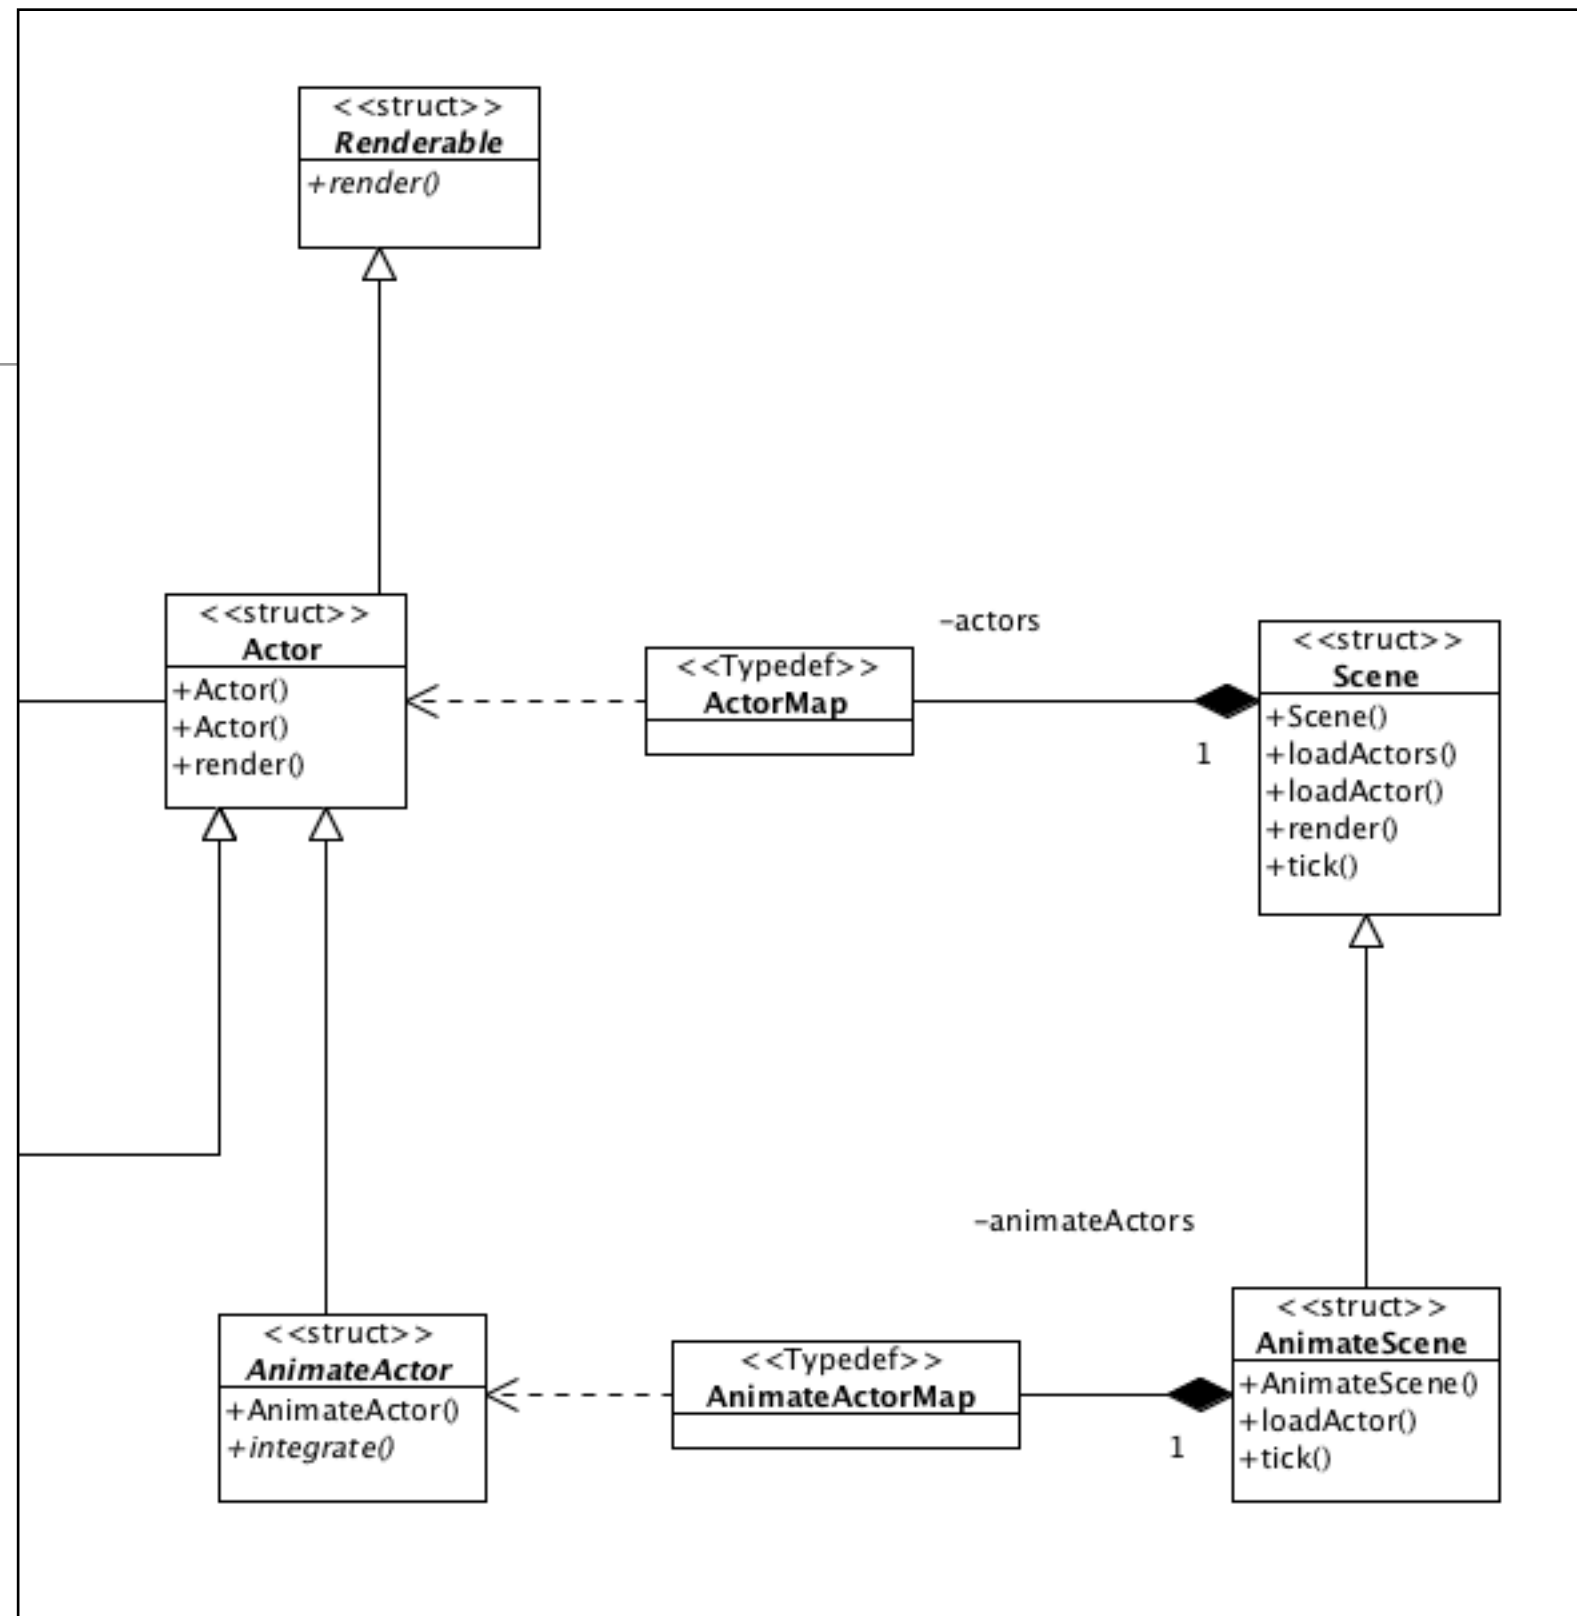 <<struct>>
Renderable
+render()
<<struct>>
Actor
+Actor()
+Actor()
+render()
<<Typedef>>
ActorMap
-actors
1
<<struct>>
Scene
+Scene()
+loadActors()
+loadActor()
+render()
+tick()
<<struct>>
AnimateActor
+AnimateActor()
+integrate()
<<Typedef>>
AnimateActorMap
-animateActors
1
<<struct>>
AnimateScene
+AnimateScene()
+loadActor()
+tick()